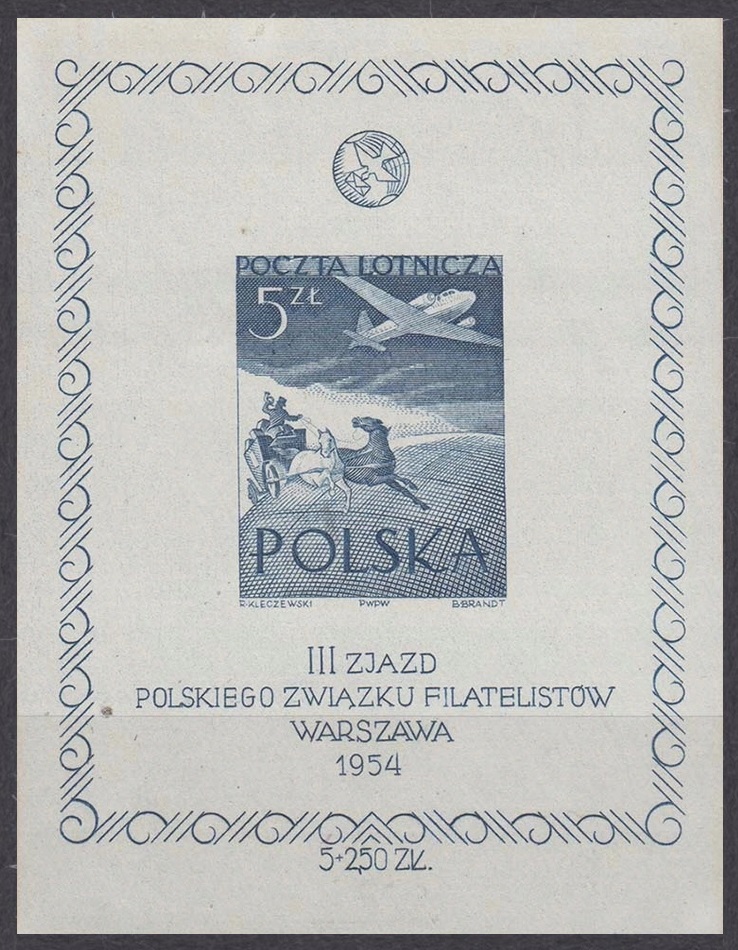 POCZTA LOTNICZA
5 ZŁ
POLSKA
R·KLECZEWSKI PWPW B·BRANDT
III ZJAZD
POLSKIEGO ZWIĄZKU FILATELISTÓW
WARSZAWA
1954
5+2,50 ZŁ.